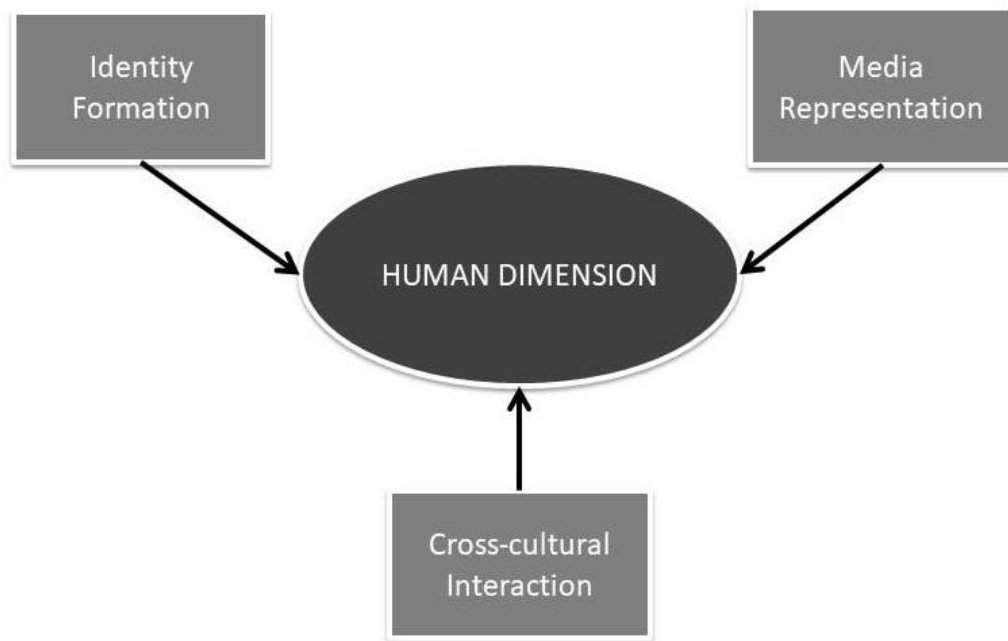 Identity
Formation
Media
Representation
HUMAN DIMENSION
Cross-cultural
Interaction